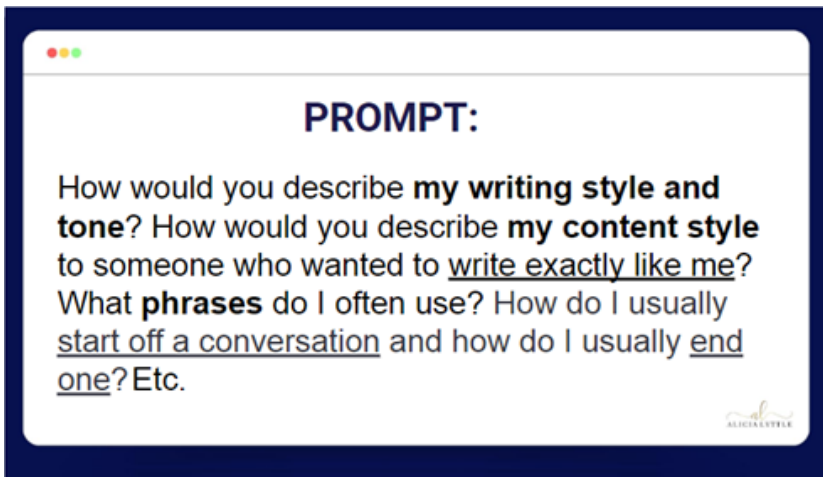 PROMPT:
How would you describe my writing style and
tone? How would you describe my content style
to someone who wanted to write exactly like me?
What phrases do I often use? How do I usually
start off a conversation and how do I usually end
one? Etc.
al
ALICIA LYTTLE